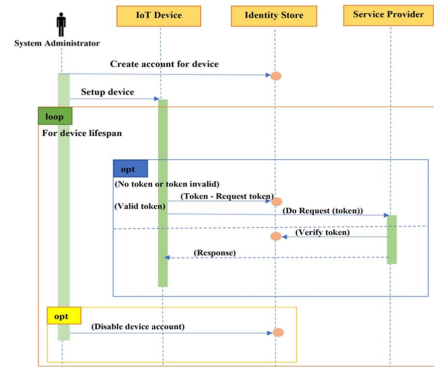 IoT Device
Identity Store
Service Provider
System Administrator
Create account for device
Setup device
loop
For device lifespan
opt
(No token or token invalid)
(Token - Request token)
(Valid token)
(Do Request (token))
(Verify token)
(Response)
opt
(Disable device account)